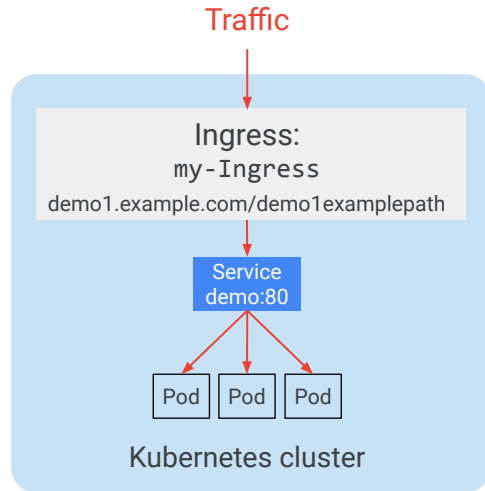 Traffic
Ingress:
my-Ingress
demo1.example.com/demo1examplepath
Service
demo:80
Pod Pod Pod
Kubernetes cluster